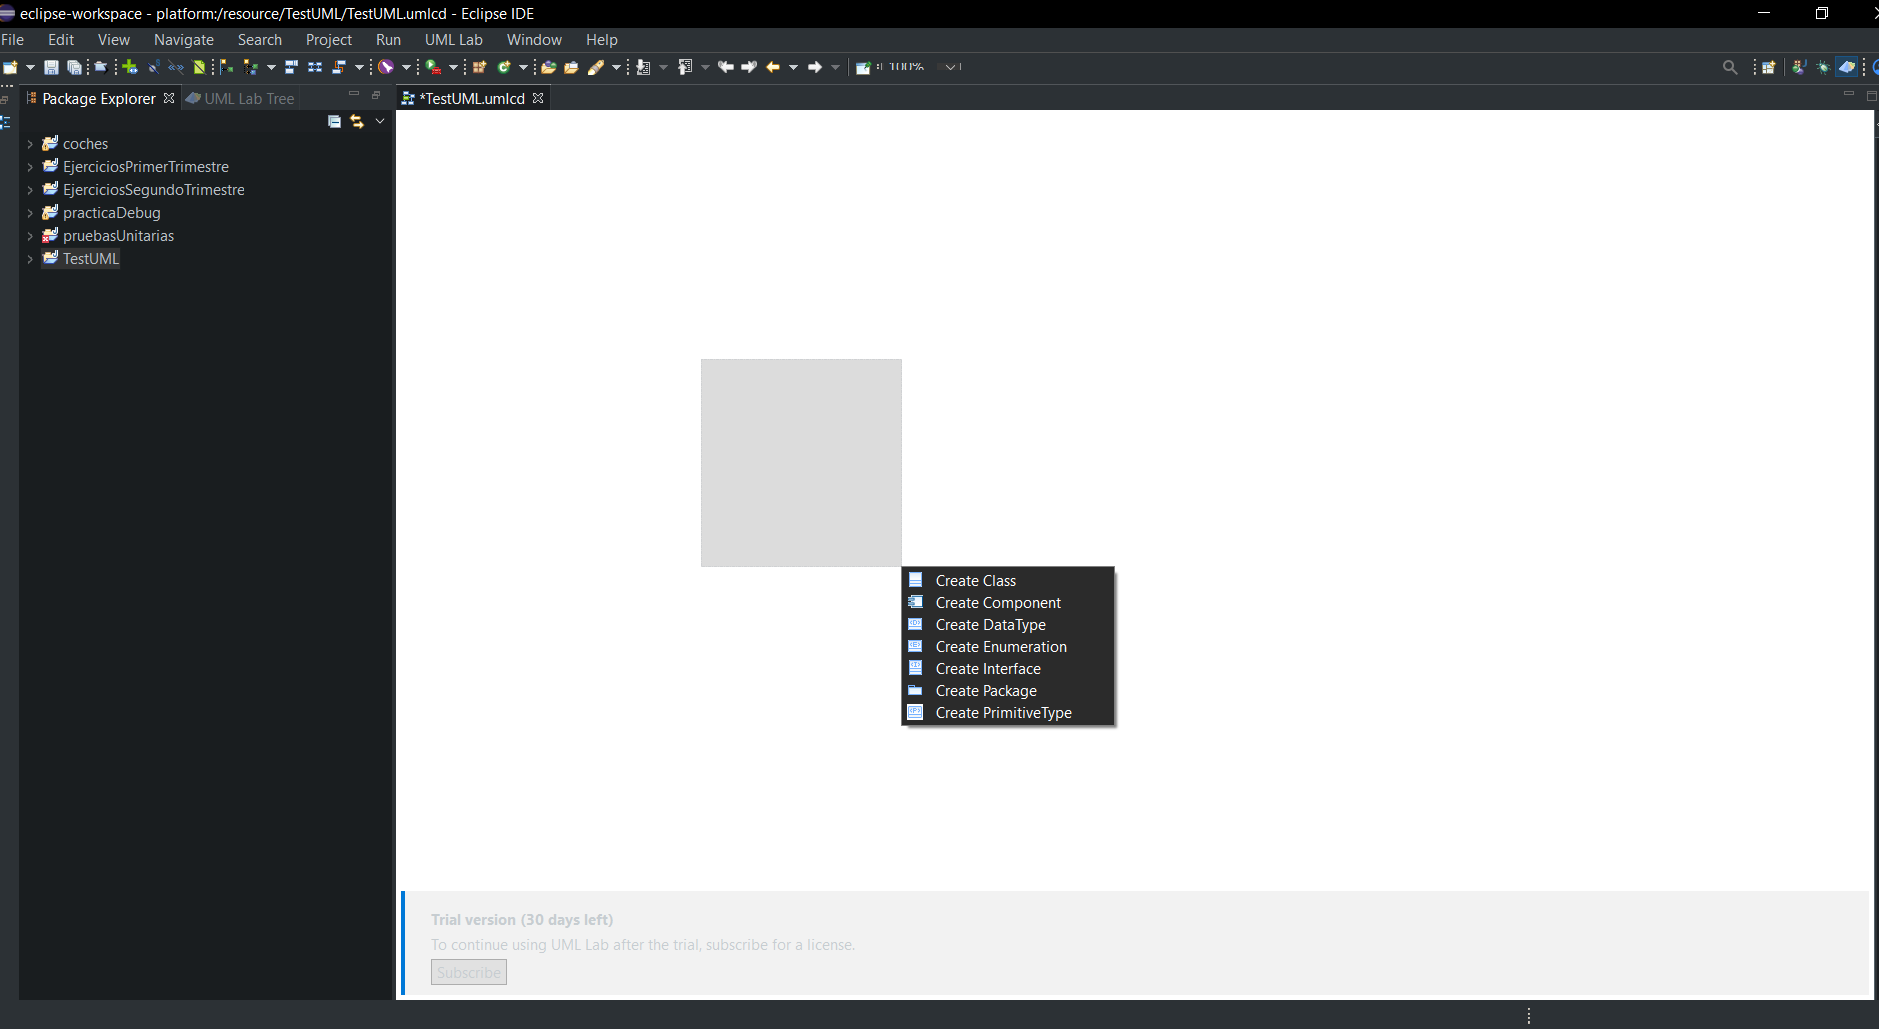 eclipse-workspace - platform:/resource/TestUML/TestUML.umlcd - Eclipse IDE
File Edit View Navigate Search Project Run UML Lab Window Help
100%
Package Explorer UML Lab Tree *TestUML.umlcd
coches
EjerciciosPrimerTrimestre
EjerciciosSegundoTrimestre
practicaDebug
pruebasUnitarias
TestUML
Create Class
Create Component
Create DataType
Create Enumeration
Create Interface
Create Package
Create PrimitiveType
Trial version (30 days left)
To continue using UML Lab after the trial, subscribe for a license.
Subscribe